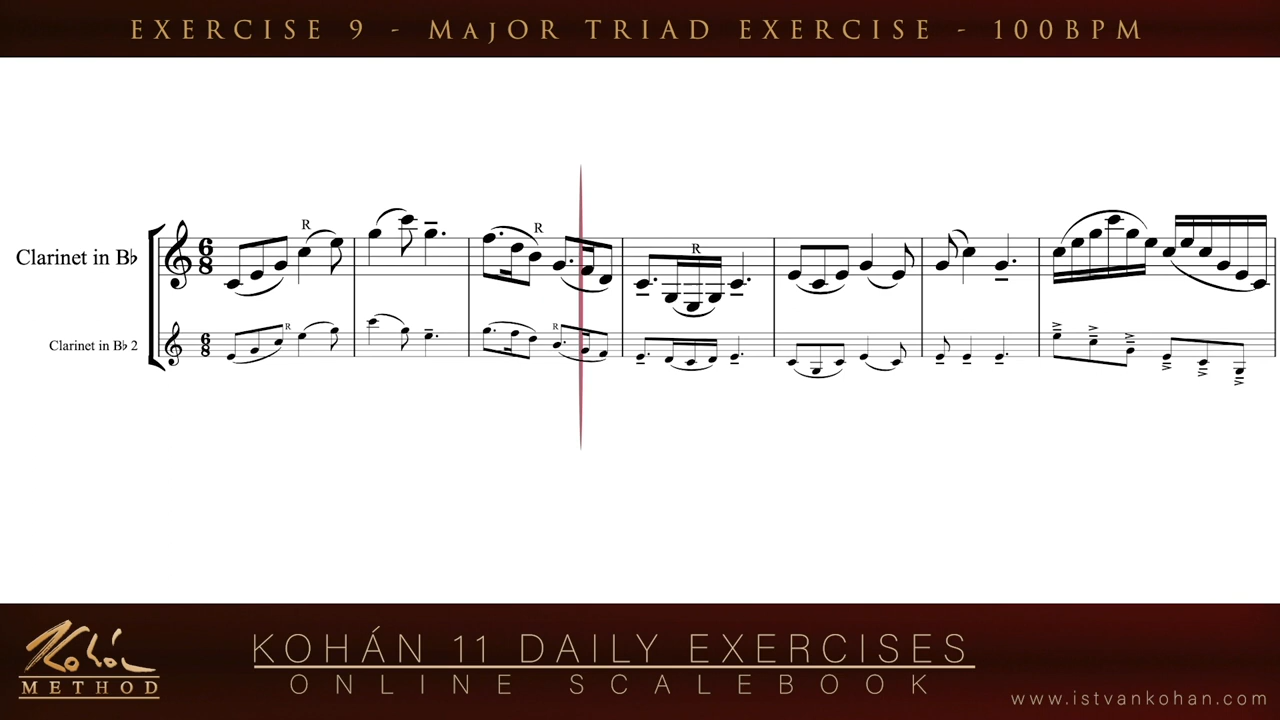 EXERCISE 9 - MAJOR TRIAD EXERCISE - 100BPM
R
R
R
Clarinet in B♭
6
8
R
R
Clarinet in B♭ 2
6
8
Kohán
METHOD
KOHÁN 11 DAILY EXERCISES
ONLINE SCALEBOOK
www.istvankohan.com